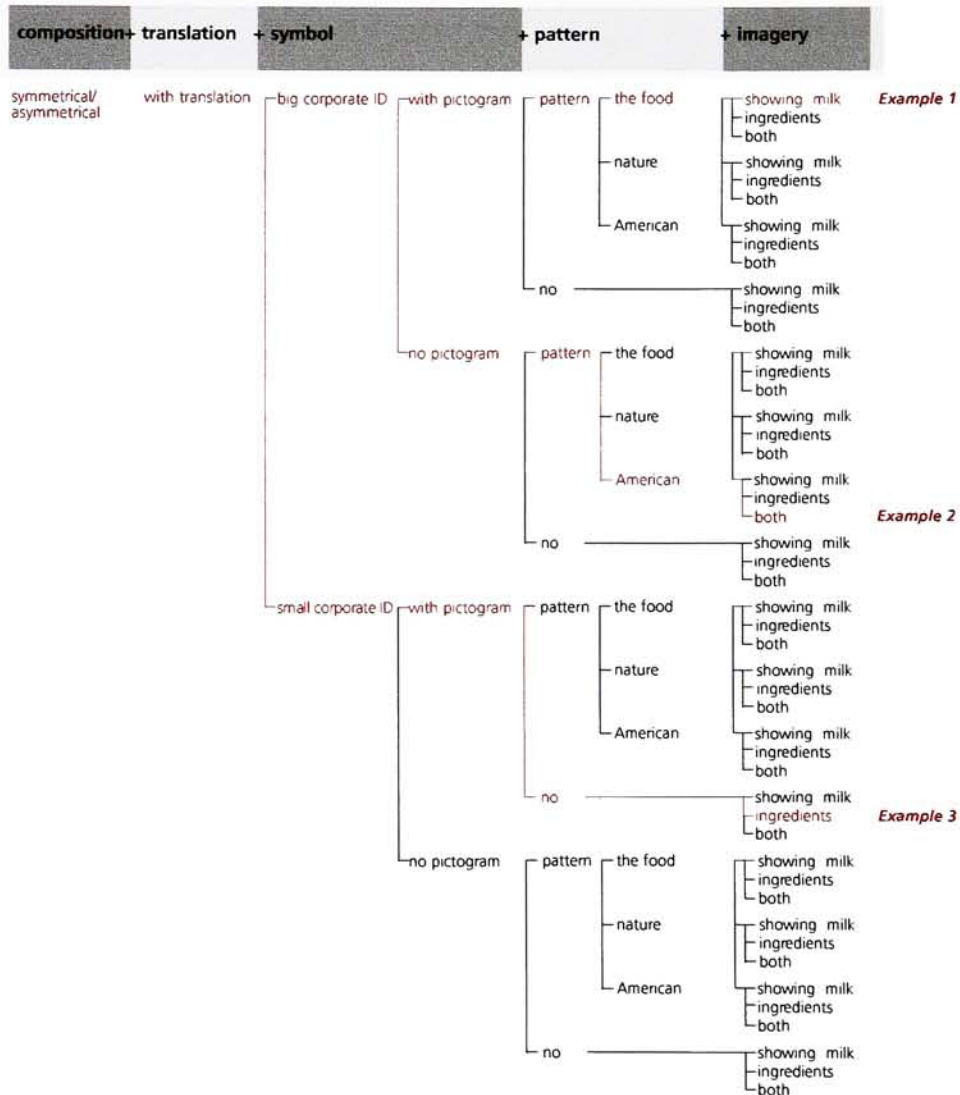 composition + translation + symbol + pattern + imagery
symmetrical/ with translation big corporate ID with pictogram pattern the food showing milk Example 1
asymmetrical
ingredients
both
nature showing milk
ingredients
both
American showing milk
ingredients
both
no showing milk
ingredients
both
no pictogram pattern the food showing milk
ingredients
both
nature showing milk
ingredients
both
American showing milk
ingredients
both Example 2
no showing milk
ingredients
both
small corporate ID with pictogram pattern the food showing milk
ingredients
both
nature showing milk
ingredients
both
American showing milk
ingredients
both
no showing milk
ingredients Example 3
both
no pictogram pattern the food showing milk
ingredients
both
nature showing milk
ingredients
both
American showing milk
ingredients
both
no showing milk
ingredients
both